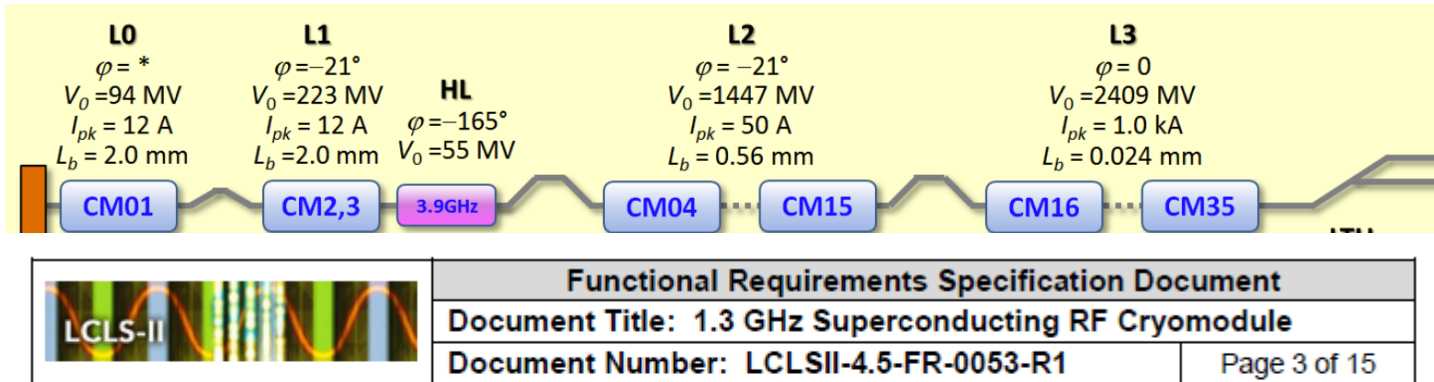 L0
φ = *
V0 =94 MV
Ipk = 12 A
Lb = 2.0 mm
CM01
L1
φ =–21°
V0 =223 MV
Ipk = 12 A
Lb =2.0 mm
CM2,3
HL
φ =–165°
V0 =55 MV
3.9GHz
L2
φ = –21°
V0 =1447 MV
Ipk = 50 A
Lb = 0.56 mm
CM04
CM15
L3
φ = 0
V0 =2409 MV
Ipk = 1.0 kA
Lb = 0.024 mm
CM16
CM35
LCLS-II
Functional Requirements Specification Document
Document Title: 1.3 GHz Superconducting RF Cryomodule
Document Number: LCLSII-4.5-FR-0053-R1
Page 3 of 15